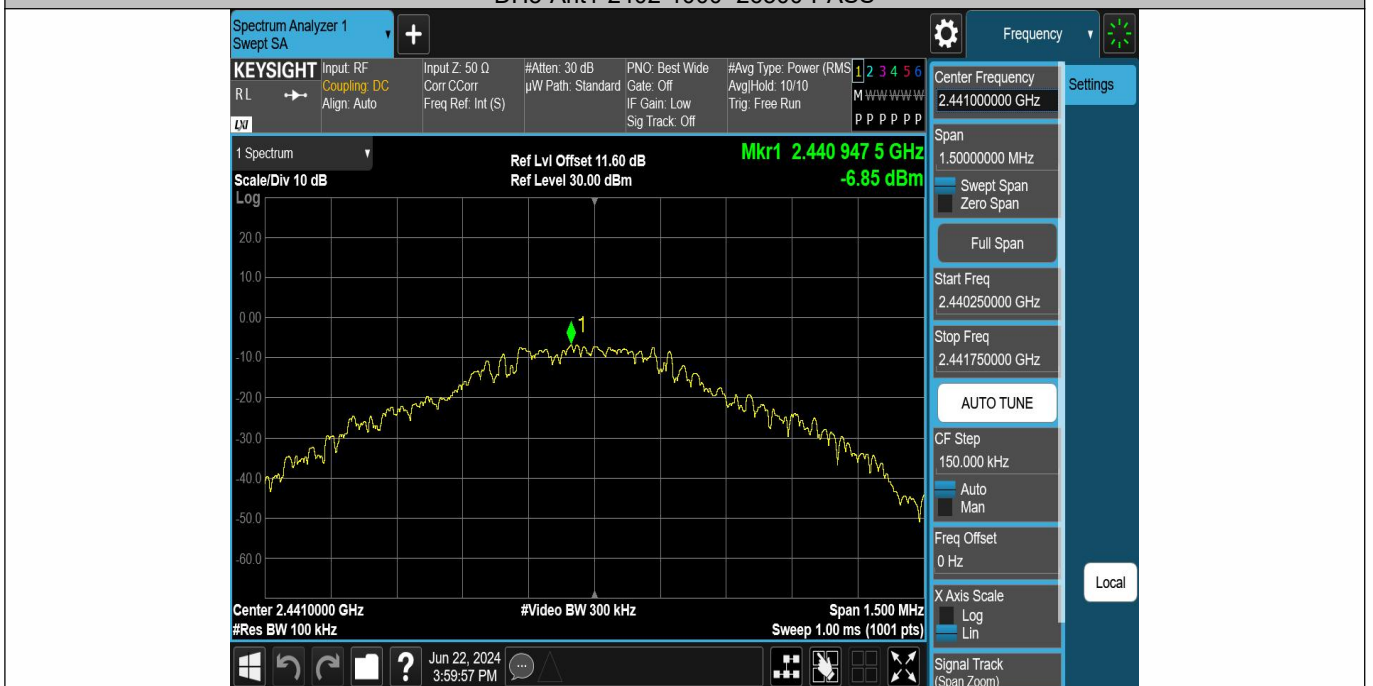 Spectrum Analyzer 1
Swept SA
+
Frequency
KEYSIGHT
RL
LXI
Input: RF
Coupling: DC
Align: Auto
Input Z: 50 Ω
Corr CCorr
Freq Ref: Int (S)
#Atten: 30 dB
µW Path: Standard
PNO: Best Wide
Gate: Off
IF Gain: Low
Sig Track: Off
#Avg Type: Power (RMS
Avg|Hold: 10/10
Trig: Free Run
1 2 3 4 5 6
M W W W W W
P P P P P P
1 Spectrum
Scale/Div 10 dB
Log
Ref Lvl Offset 11.60 dB
Ref Level 30.00 dBm
Mkr1 2.440 947 5 GHz
-6.85 dBm
20.0
10.0
0.00
-10.0
-20.0
-30.0
-40.0
-50.0
-60.0
1
Center 2.4410000 GHz
#Res BW 100 kHz
#Video BW 300 kHz
Span 1.500 MHz
Sweep 1.00 ms (1001 pts)
?
Jun 22, 2024
3:59:57 PM
Center Frequency
2.441000000 GHz
Settings
Span
1.50000000 MHz
Swept Span
Zero Span
Full Span
Start Freq
2.440250000 GHz
Stop Freq
2.441750000 GHz
AUTO TUNE
CF Step
150.000 kHz
Auto
Man
Freq Offset
0 Hz
X Axis Scale
Log
Lin
Signal Track
(Span Zoom)
Local